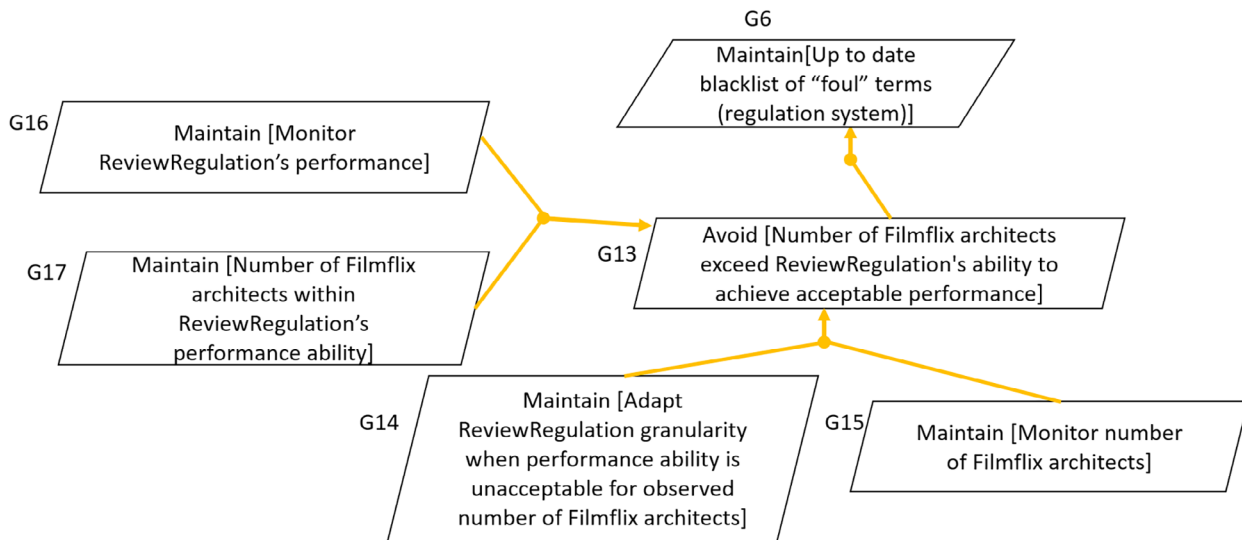 G6
Maintain[Up to date
blacklist of “foul” terms
(regulation system)]
G16
Maintain [Monitor
ReviewRegulation’s performance]
G17
Maintain [Number of Filmflix
architects within
ReviewRegulation’s
performance ability]
G13
Avoid [Number of Filmflix architects
exceed ReviewRegulation's ability to
achieve acceptable performance]
G14
Maintain [Adapt
ReviewRegulation granularity
when performance ability is
unacceptable for observed
number of Filmflix architects]
G15
Maintain [Monitor number
of Filmflix architects]